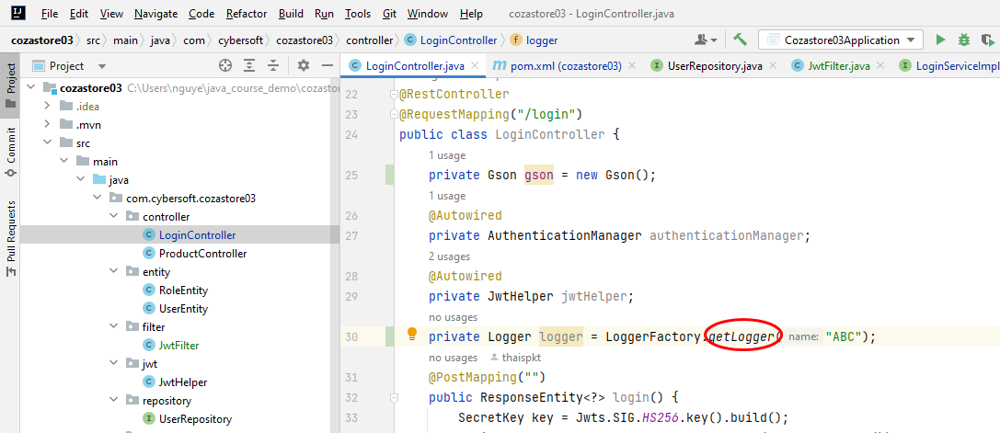 File Edit View Navigate Code Refactor Build Run Tools Git Window Help cozastore03 - LoginController.java
cozastore03 src main java com cybersoft cozastore03 controller LoginController logger Cozastore03Application
Project LoginController.java pom.xml (cozastore03) UserRepository.java JwtFilter.java LoginServiceImpl
Project
Commit
Pull Requests
cozastore03 C:\Users\nguye\java_course_demo\cozastor
.idea
.mvn
src
main
java
com.cybersoft.cozastore03
controller
LoginController
ProductController
entity
RoleEntity
UserEntity
filter
JwtFilter
jwt
JwtHelper
repository
UserRepository
22 @RestController
23 @RequestMapping("/login")
24 public class LoginController {
1 usage
25 private Gson gson = new Gson();
1 usage
26 @Autowired
27 private AuthenticationManager authenticationManager;
2 usages
28 @Autowired
29 private JwtHelper jwtHelper;
no usages
30 private Logger logger = LoggerFactory.getLogger( name: "ABC");
no usages thaispkt
31 @PostMapping("")
32 public ResponseEntity<?> login() {
33 SecretKey key = Jwts.SIG.HS256.key().build();